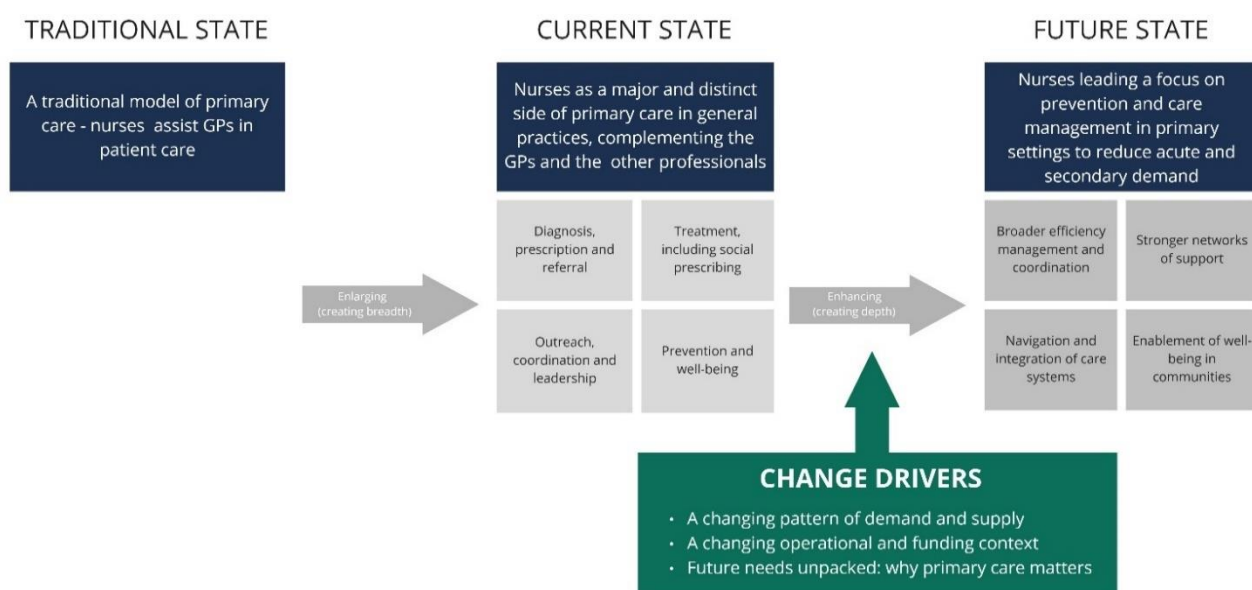 TRADITIONAL STATE
A traditional model of primary
care - nurses assist GPs in
patient care
Enlarging
(creating breadth)
CURRENT STATE
Nurses as a major and distinct
side of primary care in general
practices, complementing the
GPs and the other professionals
Diagnosis,
prescription and
referral
Treatment,
including social
prescribing
Outreach,
coordination and
leadership
Prevention and
well-being
Enhancing
(creating depth)
FUTURE STATE
Nurses leading a focus on
prevention and care
management in primary
settings to reduce acute and
secondary demand
Broader efficiency
management and
coordination
Stronger networks
of support
Navigation and
integration of care
systems
Enablement of well-
being in
communities
CHANGE DRIVERS
• A changing pattern of demand and supply
• A changing operational and funding context
• Future needs unpacked: why primary care matters